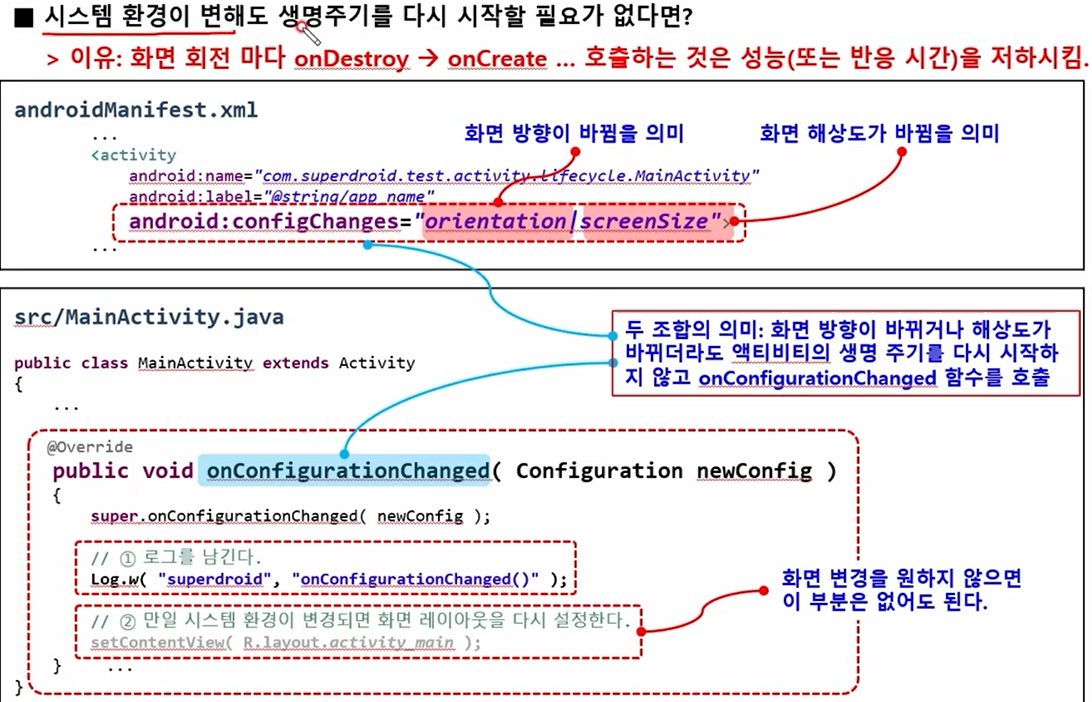 ■ 시스템 환경이 변해도 생명주기를 다시 시작할 필요가 없다면?
> 이유: 화면 회전 마다 onDestroy → onCreate ... 호출하는 것은 성능(또는 반응 시간)을 저하시킴.
androidManifest.xml
...
화면 방향이 바뀜을 의미
화면 해상도가 바뀜을 의미
<activity
android:name="com.superdroid.test.activity.lifecycle.MainActivity"
android:label="@string/app_name"
android:configChanges="orientation|screenSize">
...
src/MainActivity.java
두 조합의 의미: 화면 방향이 바뀌거나 해상도가
바뀌더라도 액티비티의 생명 주기를 다시 시작하
지 않고 onConfigurationChanged 함수를 호출
public class MainActivity extends Activity
{
...
@Override
public void onConfigurationChanged( Configuration newConfig )
{
super.onConfigurationChanged( newConfig );
// ① 로그를 남긴다.
Log.w( "superdroid", "onConfigurationChanged()" );
// ② 만일 시스템 환경이 변경되면 화면 레이아웃을 다시 설정한다.
setContentView( R.layout.activity_main );
화면 변경을 원하지 않으면
이 부분은 없어도 된다.
} ...
}